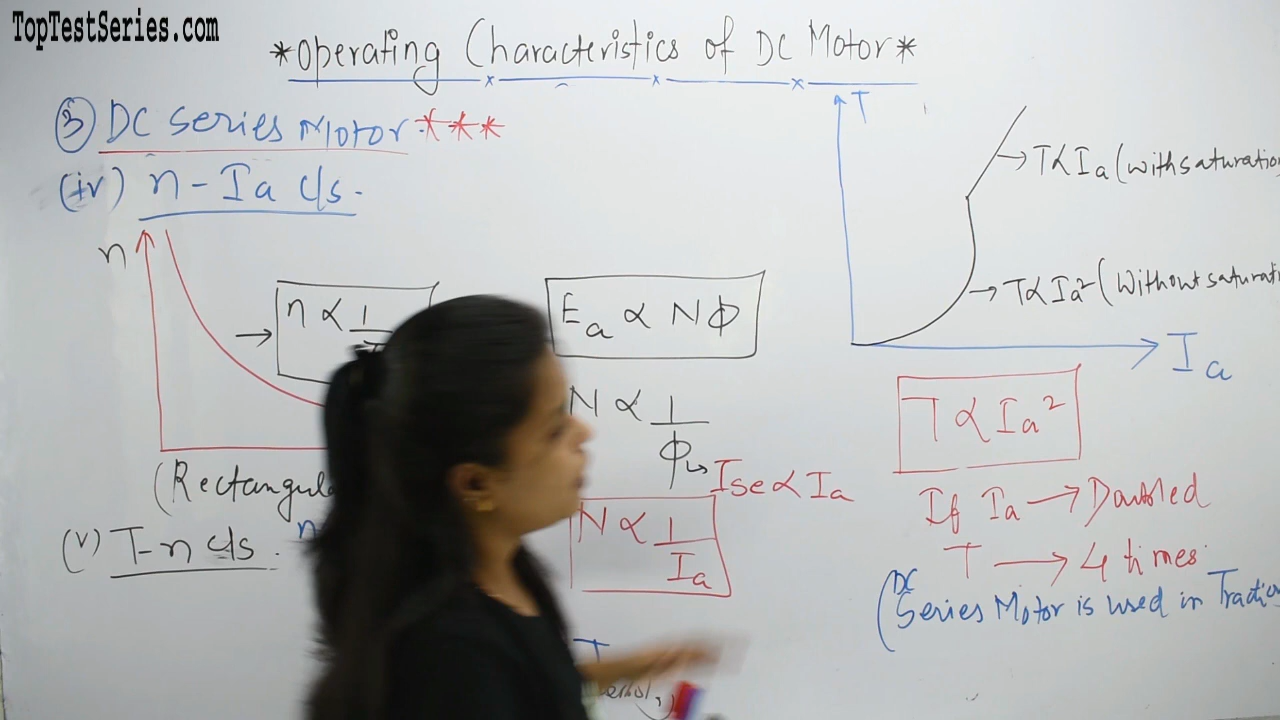 TopTestSeries.com
*Operating Characteristics of DC Motor*
③ DC Series Motor.***
(iv) n - Ia c/s.
n
n ∝ 1/
(Rectangul
(v) T-n c/s.
n
Ea ∝ NΦ
N ∝ 1/Φ
Ise ∝ Ia
N ∝ 1/Ia
T
T
T∝Ia (with saturation
T∝Ia² (Without saturati
Ia
T ∝ Ia²
If Ia → Doubled
T → 4 times
(DC Series Motor is used in Tractio